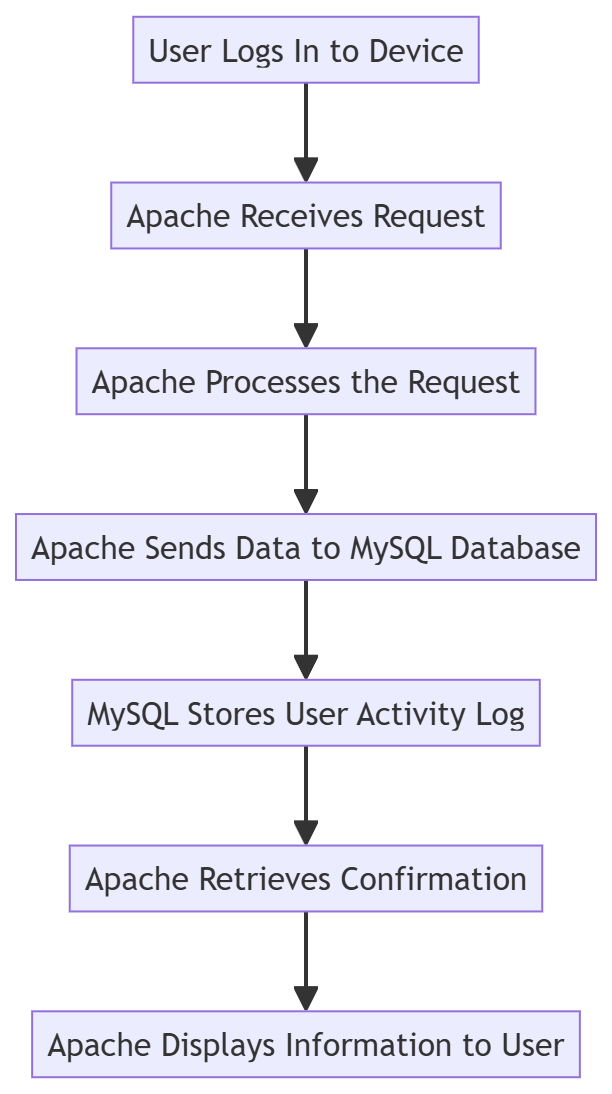 User Logs In to Device
Apache Receives Request
Apache Processes the Request
Apache Sends Data to MySQL Database
MySQL Stores User Activity Log
Apache Retrieves Confirmation
Apache Displays Information to User